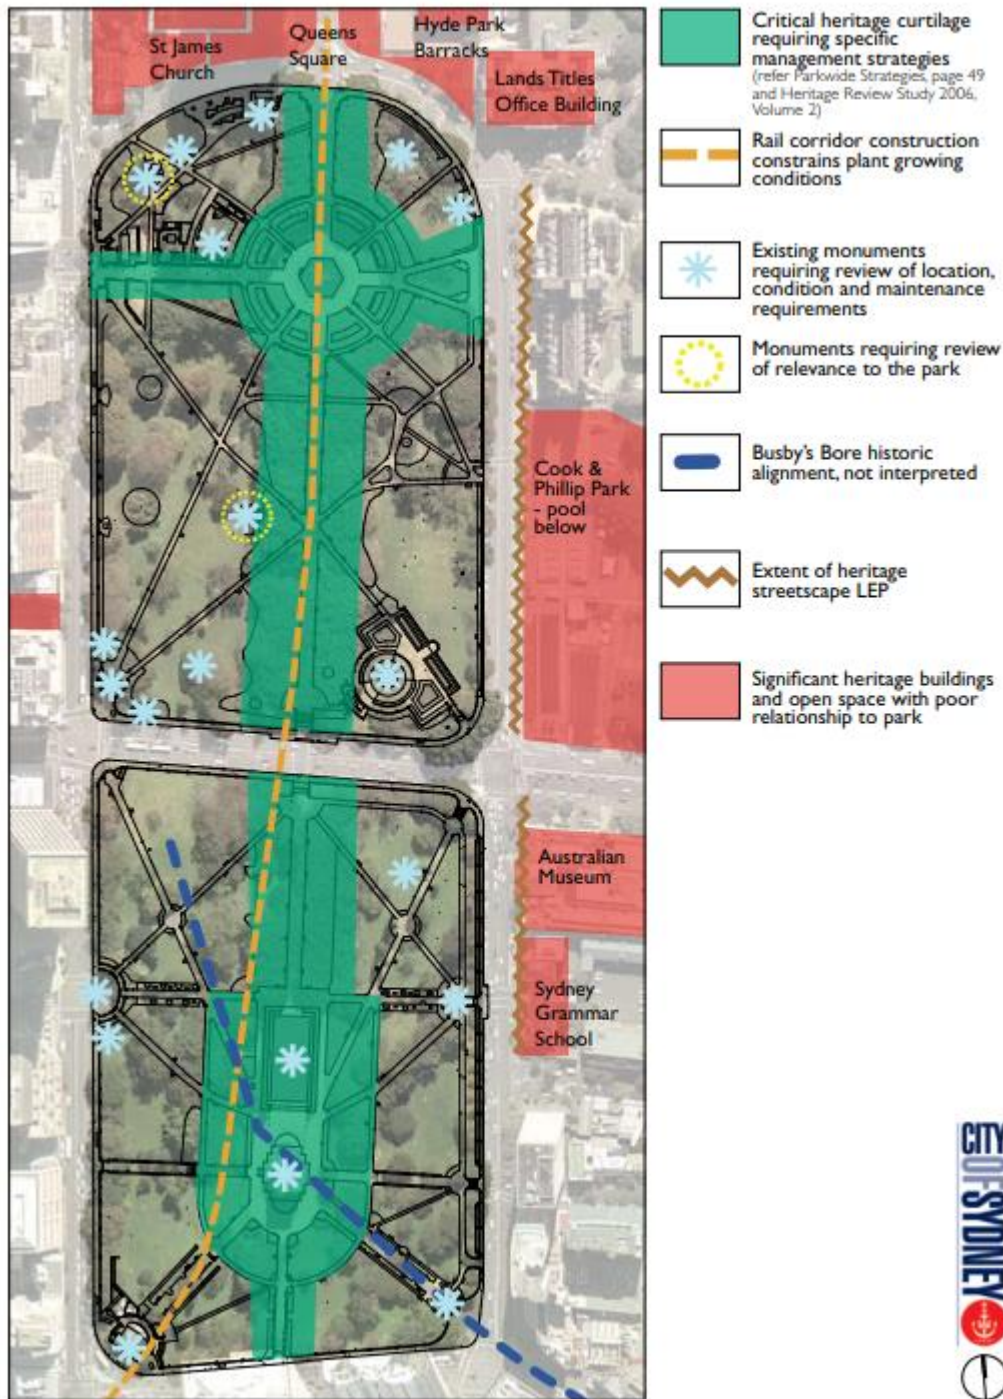 St James
Church
Queens
Square
Hyde Park
Barracks
Lands Titles
Office Building
Cook &
Phillip Park
- pool
below
Australian
Museum
Sydney
Grammar
School
Critical heritage curtilage
requiring specific
management strategies
(refer Parkwide Strategies, page 49
and Heritage Review Study 2006,
Volume 2)
Rail corridor construction
constrains plant growing
conditions
Existing monuments
requiring review of location,
condition and maintenance
requirements
Monuments requiring review
of relevance to the park
Busby's Bore historic
alignment, not interpreted
Extent of heritage
streetscape LEP
Significant heritage buildings
and open space with poor
relationship to park
CITY
OF SYDNEY